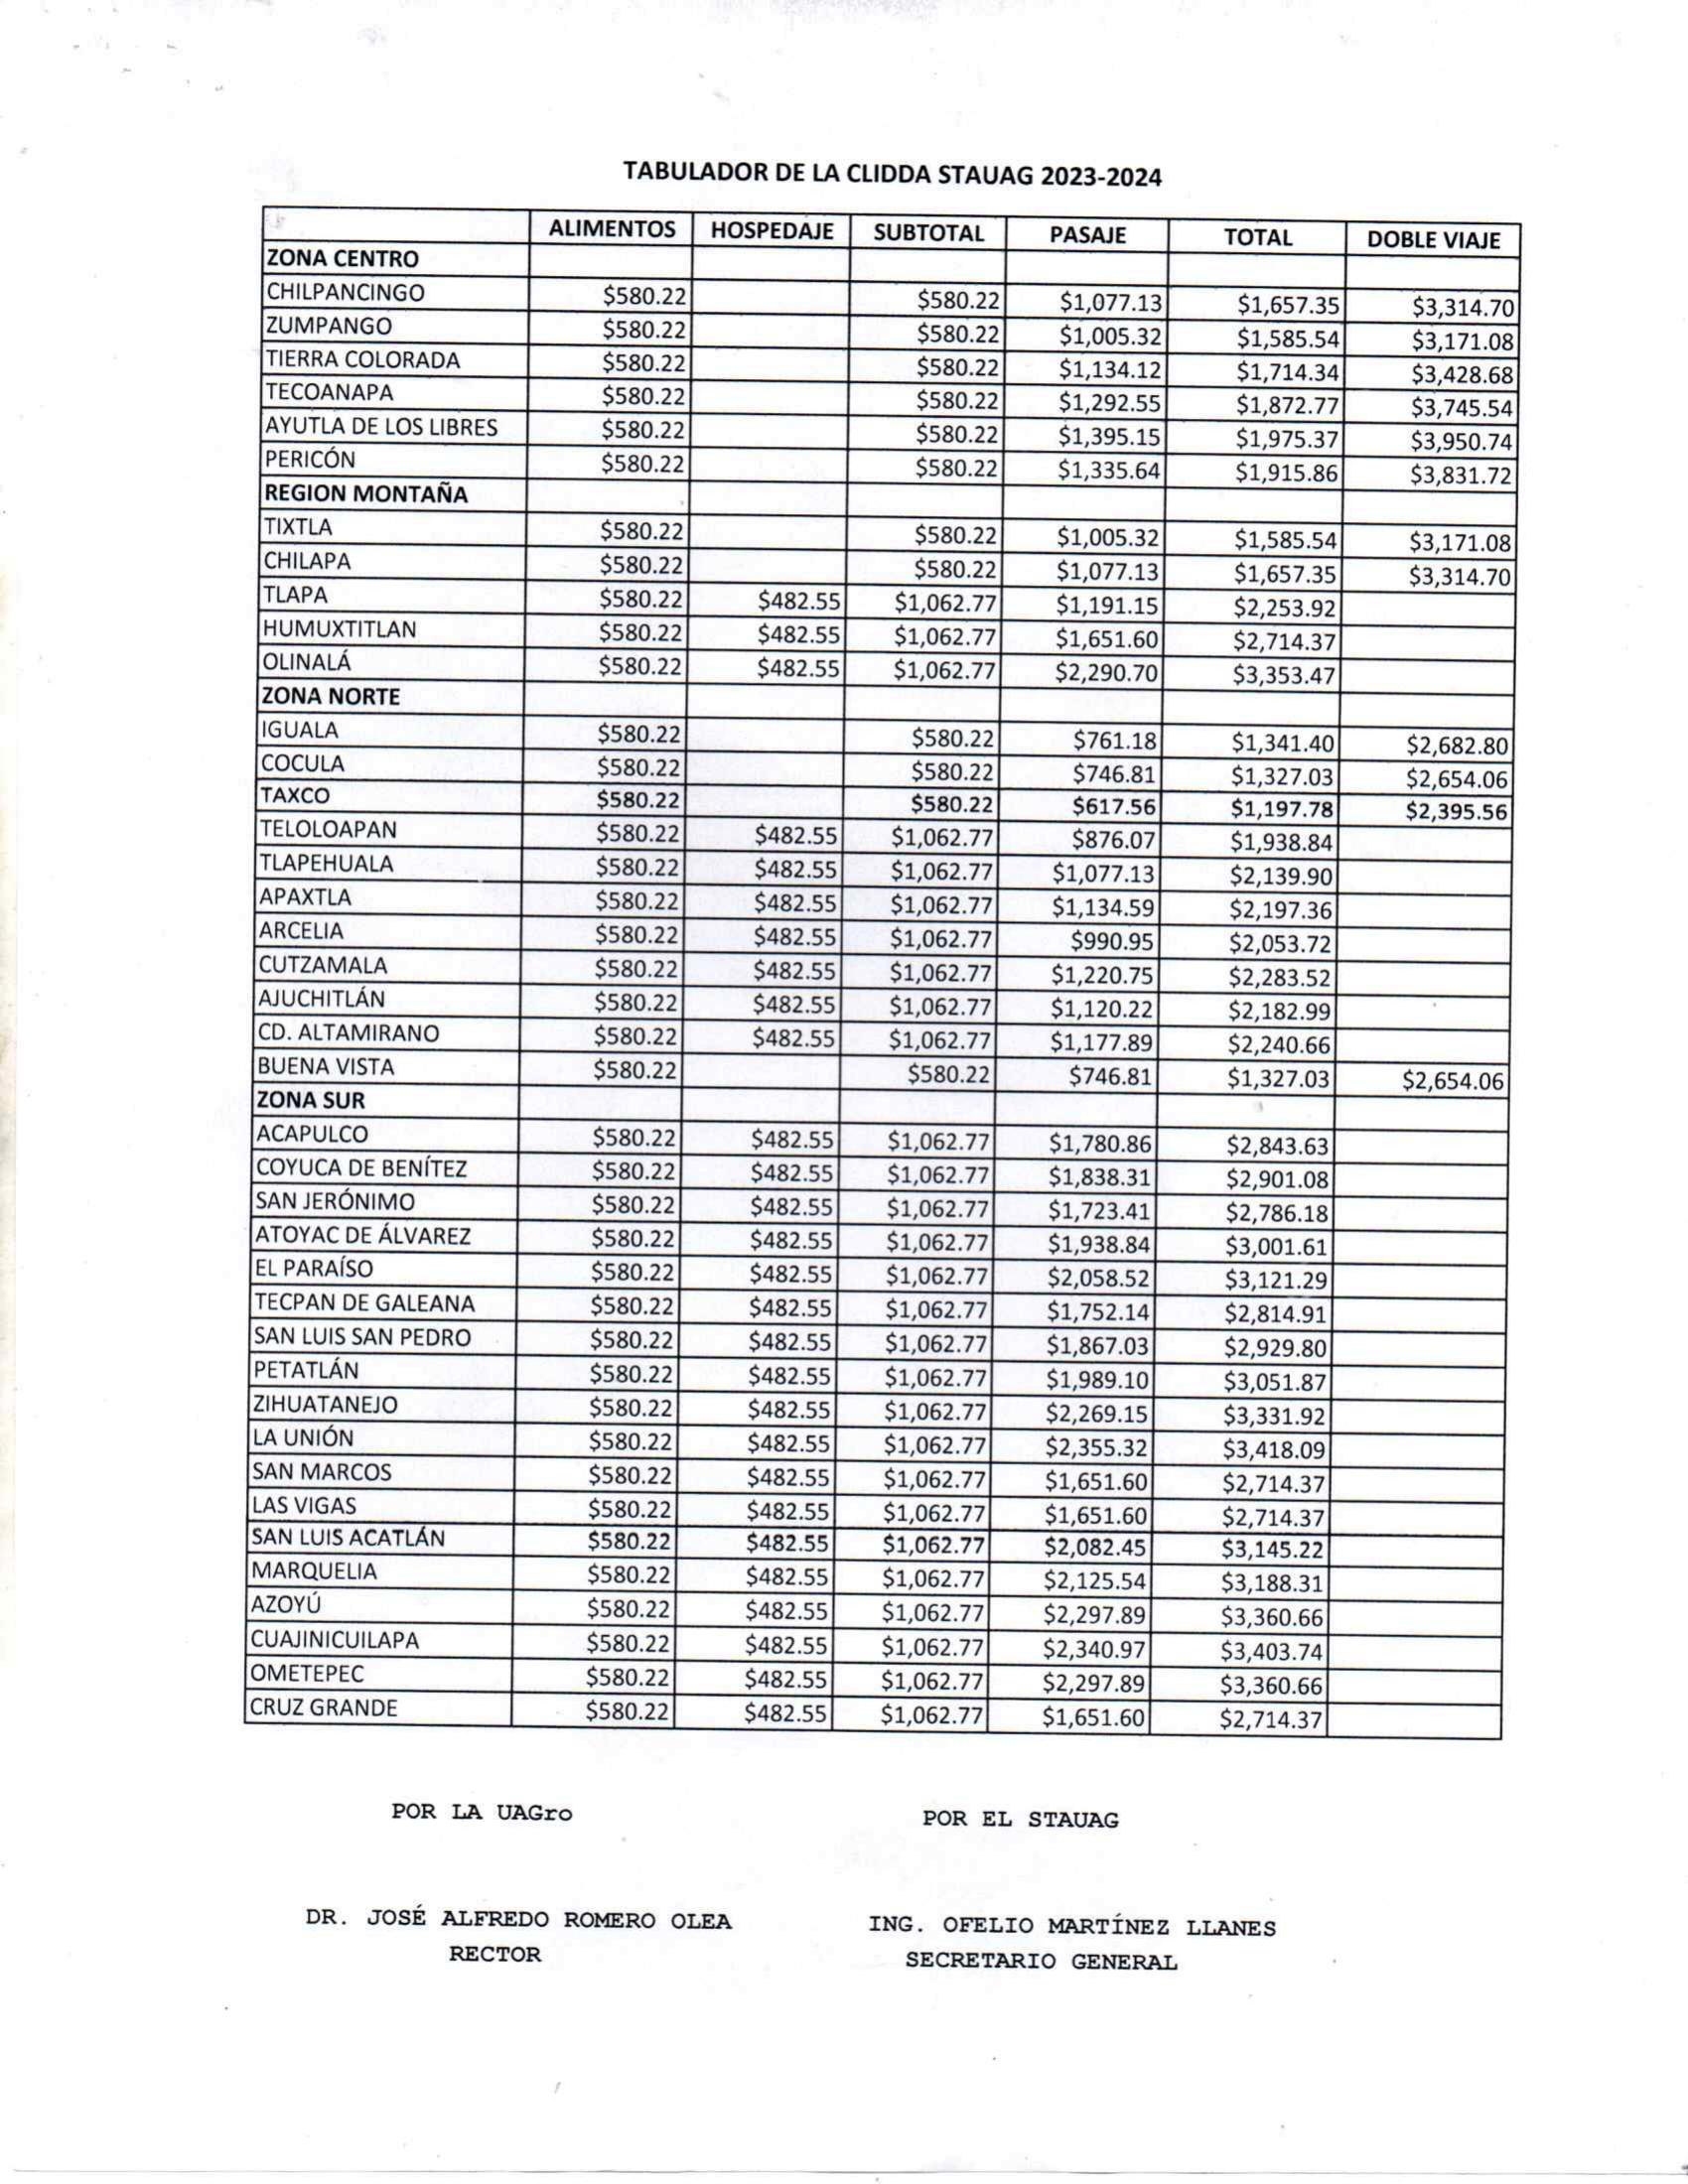 TABULADOR DE LA CLIDDA STAUAG 2023-2024
ALIMENTOS HOSPEDAJE SUBTOTAL PASAJE TOTAL DOBLE VIAJE
ZONA CENTRO
CHILPANCINGO $580.22 $580.22 $1,077.13 $1,657.35 $3,314.70
ZUMPANGO $580.22 $580.22 $1,005.32 $1,585.54 $3,171.08
TIERRA COLORADA $580.22 $580.22 $1,134.12 $1,714.34 $3,428.68
TECOANAPA $580.22 $580.22 $1,292.55 $1,872.77 $3,745.54
AYUTLA DE LOS LIBRES $580.22 $580.22 $1,395.15 $1,975.37 $3,950.74
PERICÓN $580.22 $580.22 $1,335.64 $1,915.86 $3,831.72
REGION MONTAÑA
TIXTLA $580.22 $580.22 $1,005.32 $1,585.54 $3,171.08
CHILAPA $580.22 $580.22 $1,077.13 $1,657.35 $3,314.70
TLAPA $580.22 $482.55 $1,062.77 $1,191.15 $2,253.92
HUMUXTITLAN $580.22 $482.55 $1,062.77 $1,651.60 $2,714.37
OLINALÁ $580.22 $482.55 $1,062.77 $2,290.70 $3,353.47
ZONA NORTE
IGUALA $580.22 $580.22 $761.18 $1,341.40 $2,682.80
COCULA $580.22 $580.22 $746.81 $1,327.03 $2,654.06
TAXCO $580.22 $580.22 $617.56 $1,197.78 $2,395.56
TELOLOAPAN $580.22 $482.55 $1,062.77 $876.07 $1,938.84
TLAPEHUALA $580.22 $482.55 $1,062.77 $1,077.13 $2,139.90
APAXTLA $580.22 $482.55 $1,062.77 $1,134.59 $2,197.36
ARCELIA $580.22 $482.55 $1,062.77 $990.95 $2,053.72
CUTZAMALA $580.22 $482.55 $1,062.77 $1,220.75 $2,283.52
AJUCHITLÁN $580.22 $482.55 $1,062.77 $1,120.22 $2,182.99
CD. ALTAMIRANO $580.22 $482.55 $1,062.77 $1,177.89 $2,240.66
BUENA VISTA $580.22 $580.22 $746.81 $1,327.03 $2,654.06
ZONA SUR
ACAPULCO $580.22 $482.55 $1,062.77 $1,780.86 $2,843.63
COYUCA DE BENÍTEZ $580.22 $482.55 $1,062.77 $1,838.31 $2,901.08
SAN JERÓNIMO $580.22 $482.55 $1,062.77 $1,723.41 $2,786.18
ATOYAC DE ÁLVAREZ $580.22 $482.55 $1,062.77 $1,938.84 $3,001.61
EL PARAÍSO $580.22 $482.55 $1,062.77 $2,058.52 $3,121.29
TECPAN DE GALEANA $580.22 $482.55 $1,062.77 $1,752.14 $2,814.91
SAN LUIS SAN PEDRO $580.22 $482.55 $1,062.77 $1,867.03 $2,929.80
PETATLÁN $580.22 $482.55 $1,062.77 $1,989.10 $3,051.87
ZIHUATANEJO $580.22 $482.55 $1,062.77 $2,269.15 $3,331.92
LA UNIÓN $580.22 $482.55 $1,062.77 $2,355.32 $3,418.09
SAN MARCOS $580.22 $482.55 $1,062.77 $1,651.60 $2,714.37
LAS VIGAS $580.22 $482.55 $1,062.77 $1,651.60 $2,714.37
SAN LUIS ACATLÁN $580.22 $482.55 $1,062.77 $2,082.45 $3,145.22
MARQUELIA $580.22 $482.55 $1,062.77 $2,125.54 $3,188.31
AZOYÚ $580.22 $482.55 $1,062.77 $2,297.89 $3,360.66
CUAJINICUILAPA $580.22 $482.55 $1,062.77 $2,340.97 $3,403.74
OMETEPEC $580.22 $482.55 $1,062.77 $2,297.89 $3,360.66
CRUZ GRANDE $580.22 $482.55 $1,062.77 $1,651.60 $2,714.37
POR LA UAGro POR EL STAUAG
DR. JOSÉ ALFREDO ROMERO OLEA ING. OFELIO MARTÍNEZ LLANES
RECTOR SECRETARIO GENERAL